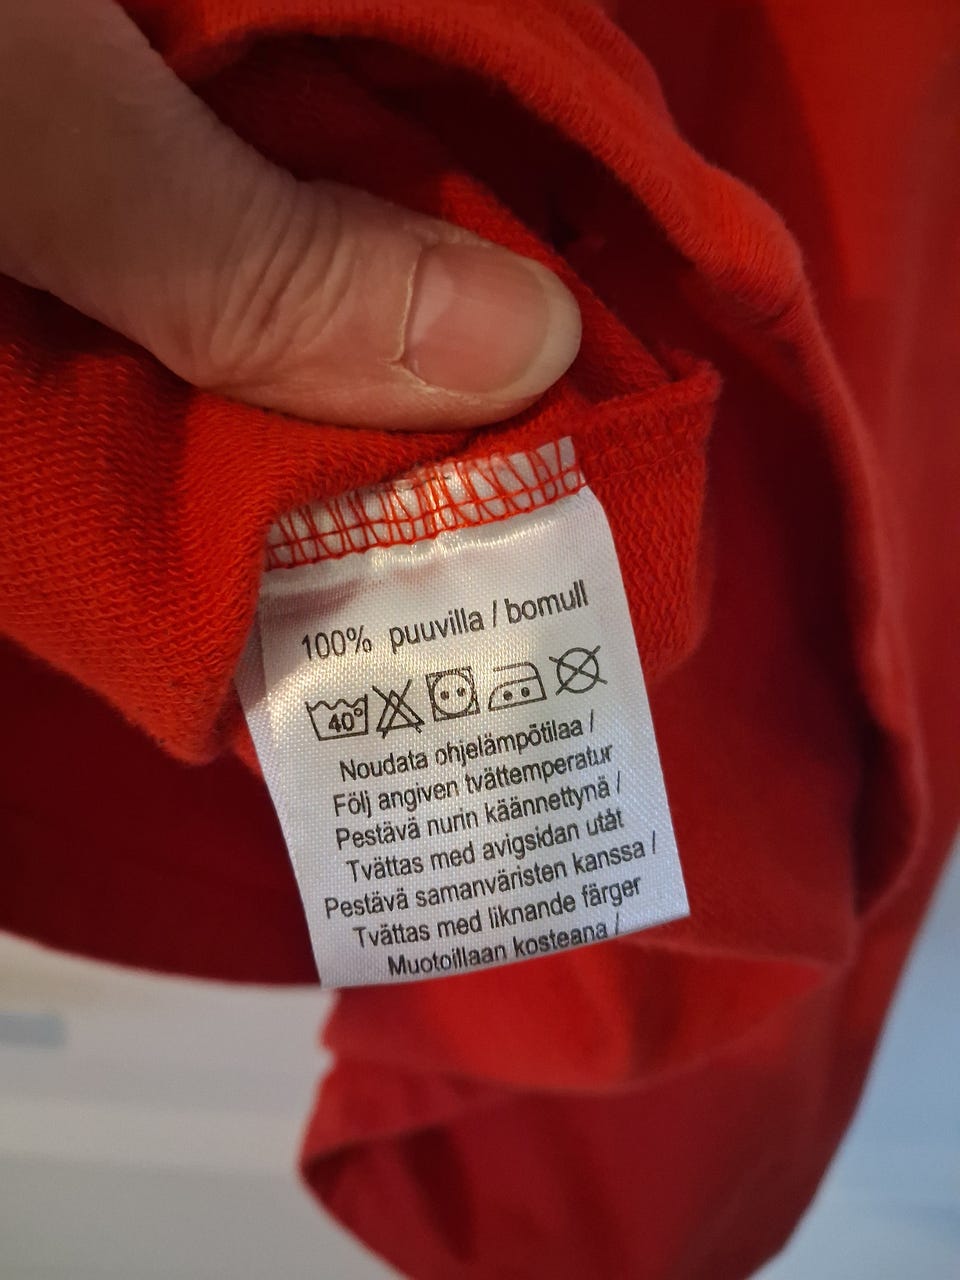 100% puuvilla / bomull
40°
Noudata ohjelämpötilaa /
Följ angiven tvättemperatur
Pestävä nurin käännettynä /
Tvättas med avigsidan utåt
Pestävä samanväristen kanssa /
Tvättas med liknande färger
Muotoillaan kosteana /